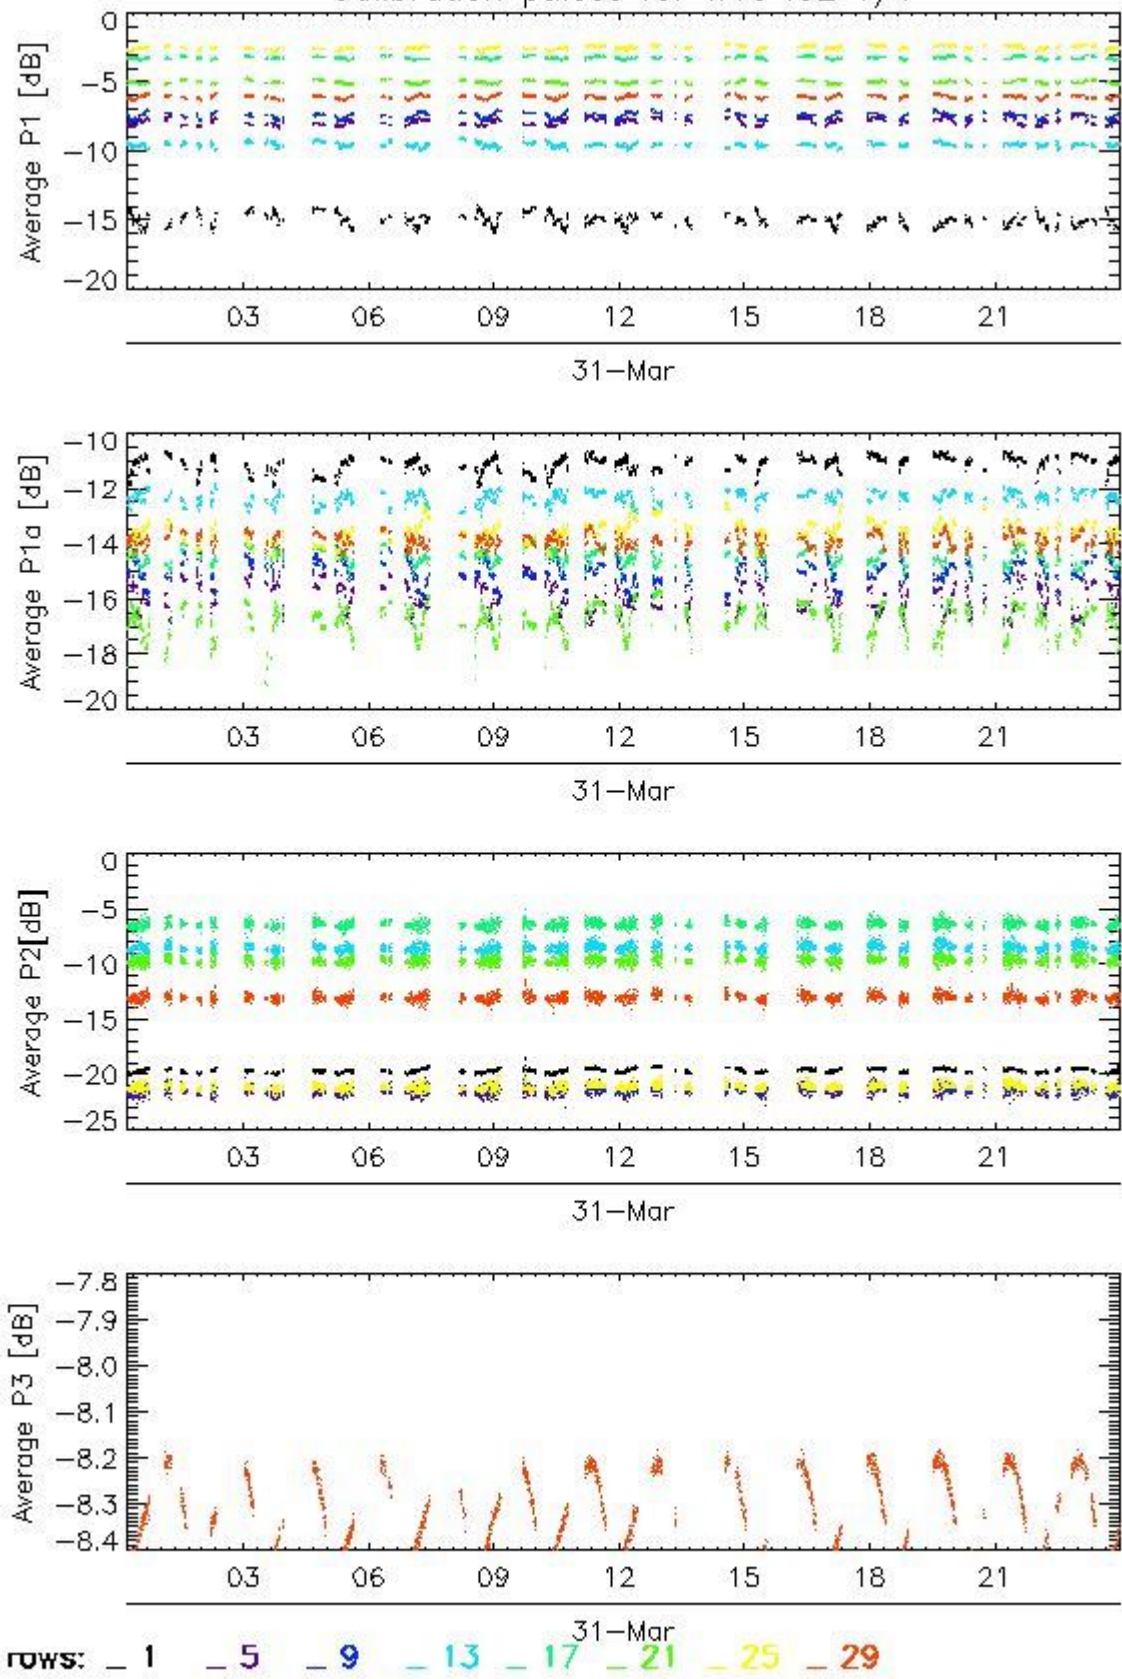 0
−5
−10
−15
−20
Average P1 [dB]
03 06 09 12 15 18 21
31−Mar
−10
−12
−14
−16
−18
−20
Average P1a [dB]
03 06 09 12 15 18 21
31−Mar
0
−5
−10
−15
−20
−25
Average P2[dB]
03 06 09 12 15 18 21
31−Mar
−7.8
−7.9
−8.0
−8.1
−8.2
−8.3
−8.4
Average P3 [dB]
03 06 09 12 15 18 21
31−Mar
rows: _ 1 _ 5 _ 9 _ 13 _ 17 _ 21 _ 25 _ 29